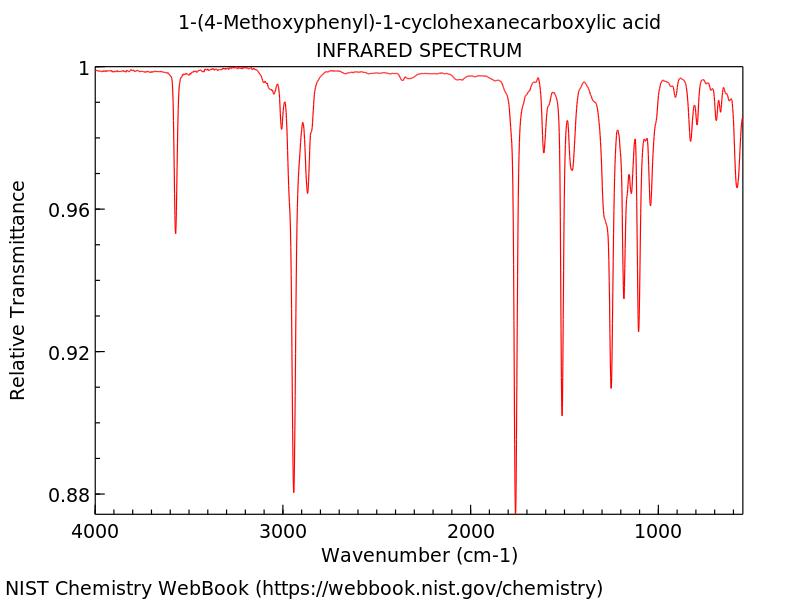 1-(4-Methoxyphenyl)-1-cyclohexanecarboxylic acid
INFRARED SPECTRUM
Relative Transmittance
1
0.96
0.92
0.88
4000
3000
2000
1000
Wavenumber (cm-1)
NIST Chemistry WebBook (https://webbook.nist.gov/chemistry)